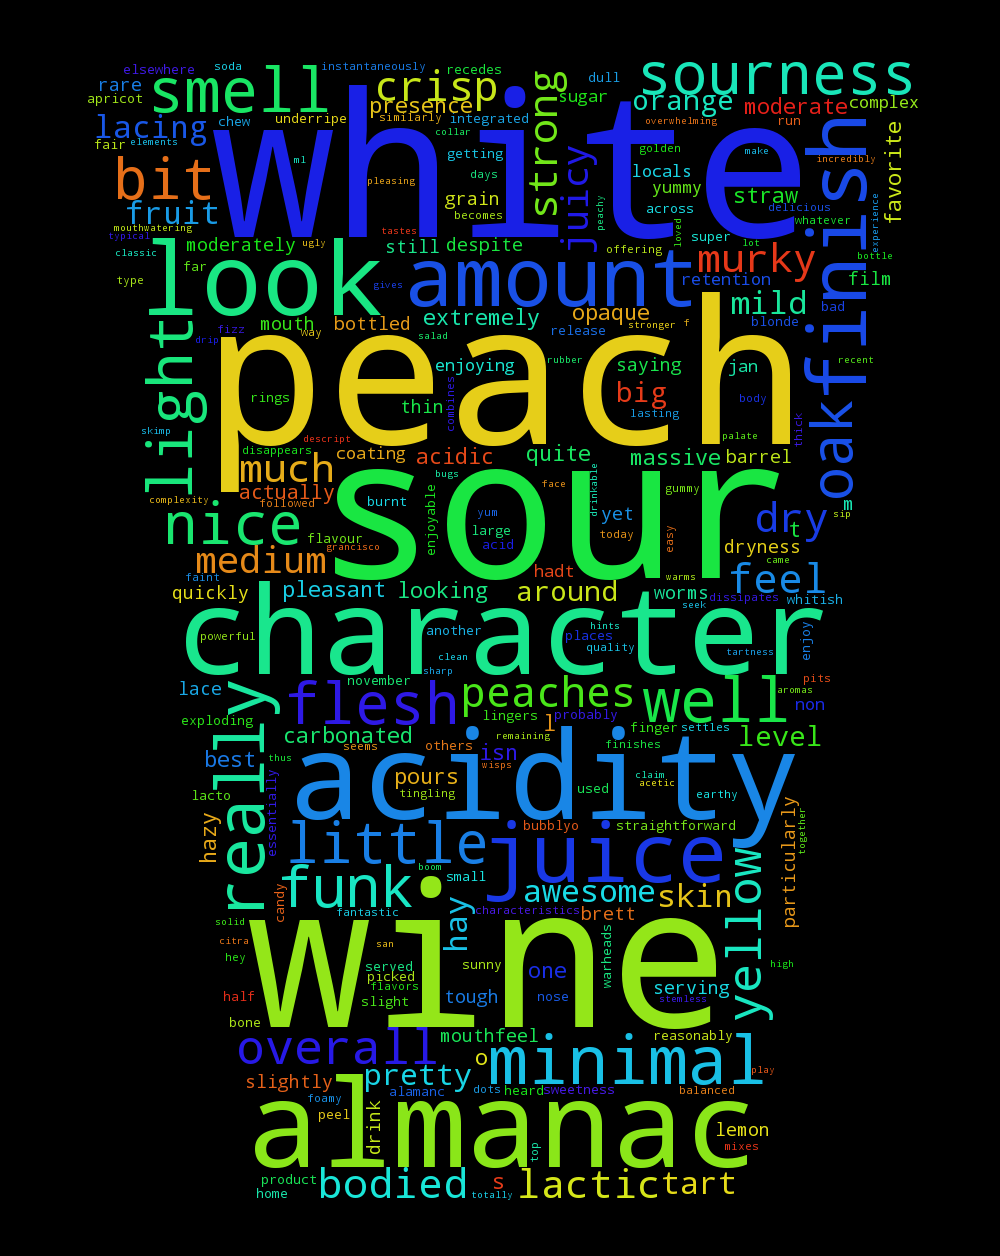 elsewhere soda instantaneously recedes
rare smell crisp dull sourness
apricot presence sugar orange moderate complex
lacing chew underripe similarly integrated strong overwhelming run
fair elements white collar golden favorite
ml getting make incredibly
bit pleasing days locals oakfinish
fruit grain juicy yummy straw
becomes peachy across delicious
mouthwatering tastes loved whatever experience
typical moderately ugly still despite offering super lot
classic look murky bottle
type far gives amount retention film
mild bad
light mouth bottled extremely opaque release blonde
fizz way stronger f
drip salad rubber saying jan recent
peach enjoying big
rings thin combines lasting body
skimp descript palate thick
disappears coating acidic quite massive barrel
much bugs face
complexity actually burnt sour drinkable gummy
followed enjoyable m
nice yum large yet dry t sip
flavour acid today easy dryness
grancisco came
medium hadt warms feel
faint pleasant looking around worms dissipates whitish
quickly seek
character hints
powerful another places enjoy
clean quality tartness
sharp
lace november peaches well pits
really flesh aromas
exploding l lingers probably finger settles non
carbonated remaining finishes level
seems others isn
best thus acidity wisps claim
pours acetic
lacto tingling used earthy
hazy essentially little bubblyo straightforward particularly together
juice yellow
funk boom small awesome skin
candy fantastic hay characteristics brett
solid
citra wine san warheads
hey served sunny one high
picked
flavors serving
half slight tough nose stemless
bone mouthfeel reasonably
overall o minimal
slightly pretty play
alamanc dots heard sweetness balanced
foamy almanac
peel drink lemon
top mixes
product bodied s lactic tart
home totally